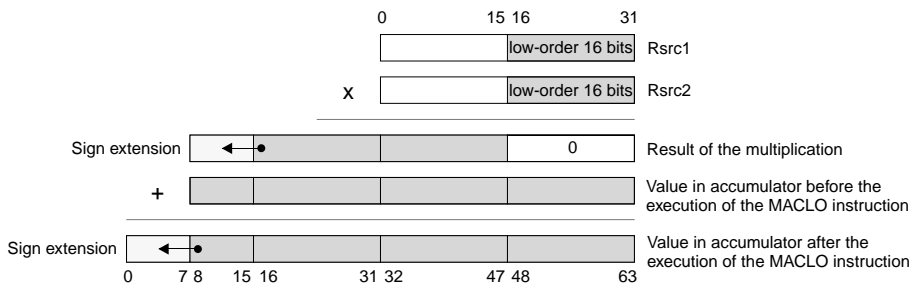 0 15 16 31
low-order 16 bits Rsrc1
x low-order 16 bits Rsrc2
Sign extension 0 Result of the multiplication
+ Value in accumulator before the
execution of the MACLO instruction
Sign extension Value in accumulator after the
execution of the MACLO instruction
0 7 8 15 16 31 32 47 48 63